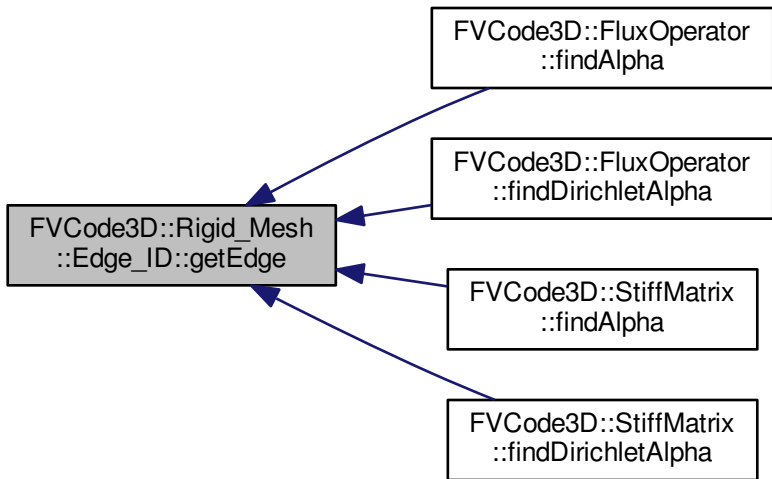 FVCode3D::FluxOperator
::findAlpha
FVCode3D::FluxOperator
::findDirichletAlpha
FVCode3D::Rigid_Mesh
::Edge_ID::getEdge
FVCode3D::StiffMatrix
::findAlpha
FVCode3D::StiffMatrix
::findDirichletAlpha